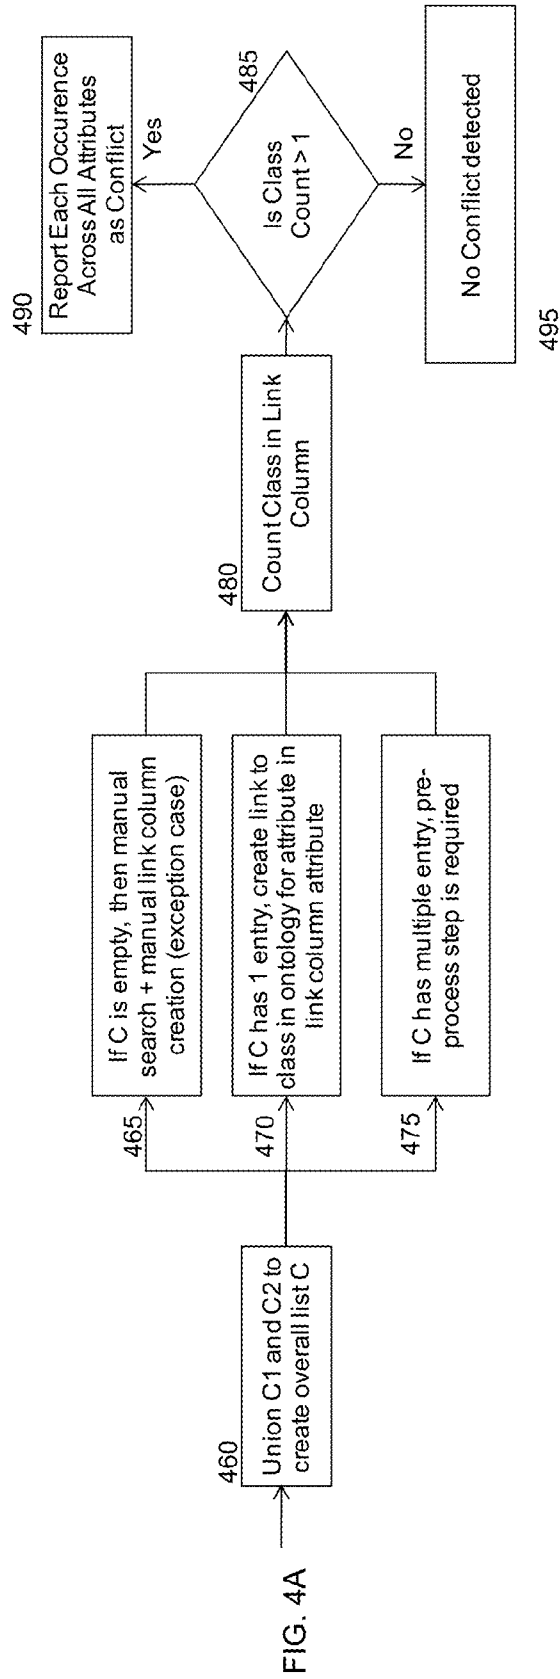 FIG. 4A
460
Union C1 and C2 to
create overall list C
465
If C is empty, then manual
search + manual link column
creation (exception case)
470
If C has 1 entry, create link to
class in ontology for attribute in
link column attribute
475
If C has multiple entry, pre-
process step is required
480
Count Class in Link
Column
485
Is Class
Count > 1
Yes
490
Report Each Occurence
Across All Attributes
as Conflict
No
No Conflict detected
495